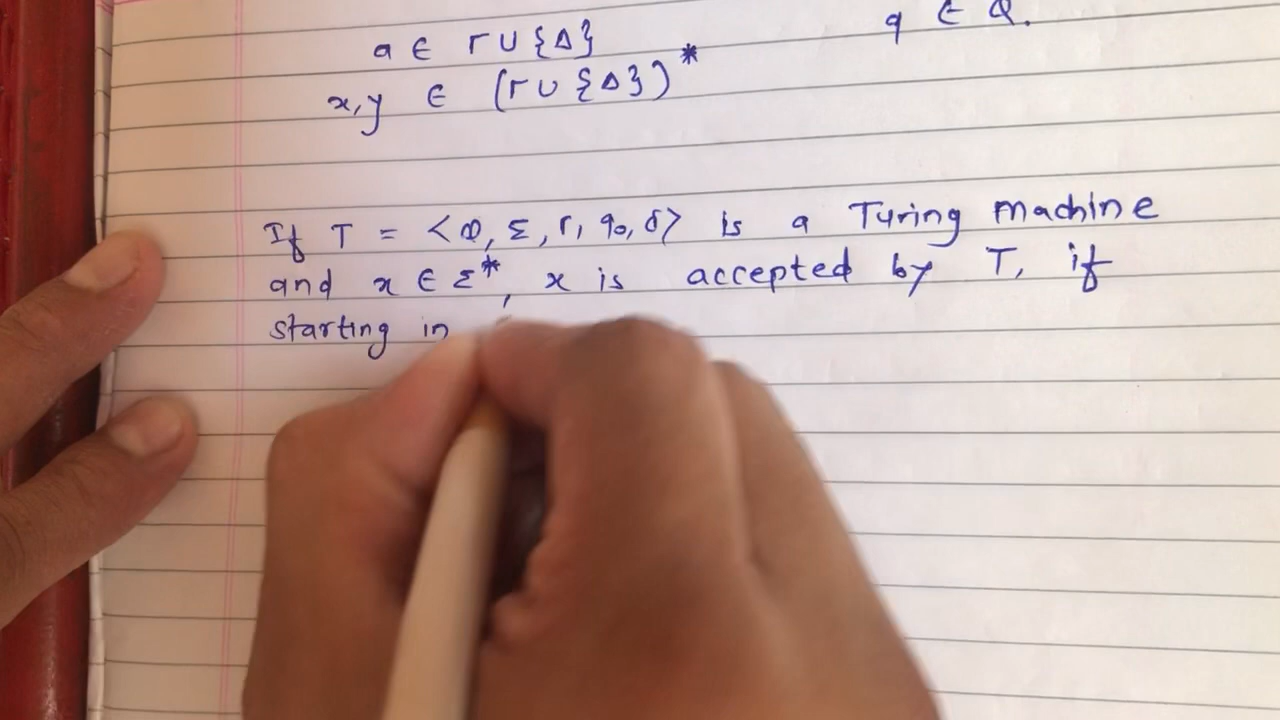 a ∈ Γ ∪ {Δ}
q ∈ Q.
x, y ∈ (Γ ∪ {Δ})*
If T = <Q, Σ, Γ, q₀, δ> is a Turing Machine
and x ∈ Σ*, x is accepted by T, if
starting in